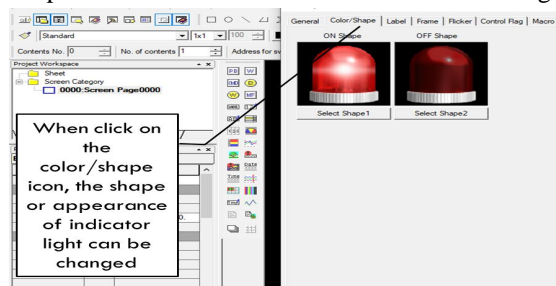 Standard
1x1
100
Contents No. 0
No. of contents 1
Address for sw
Project Workspace
Sheet
Screen Category
0000:Screen Page0000
When click on
the
color/shape
icon, the shape
or appearance
of indicator
light can be
changed
General Color/Shape Label Frame Flicker Control Flag Macro
ON Shape OFF Shape
Select Shape1 Select Shape2